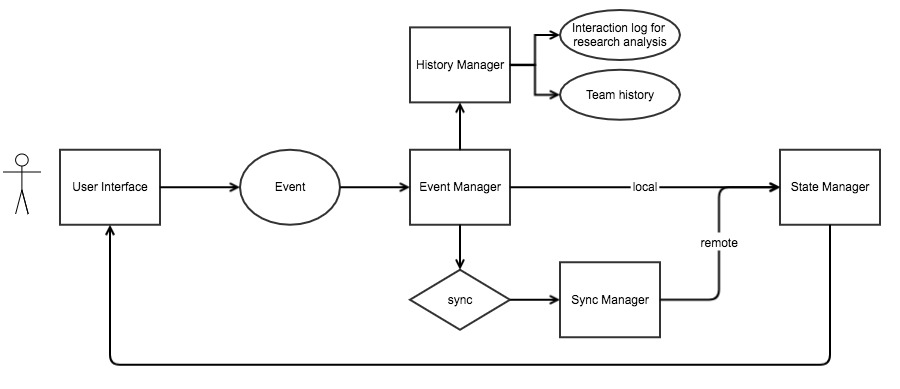 Interaction log for
research analysis
History Manager
Team history
User Interface
Event
Event Manager
local
State Manager
remote
sync
Sync Manager